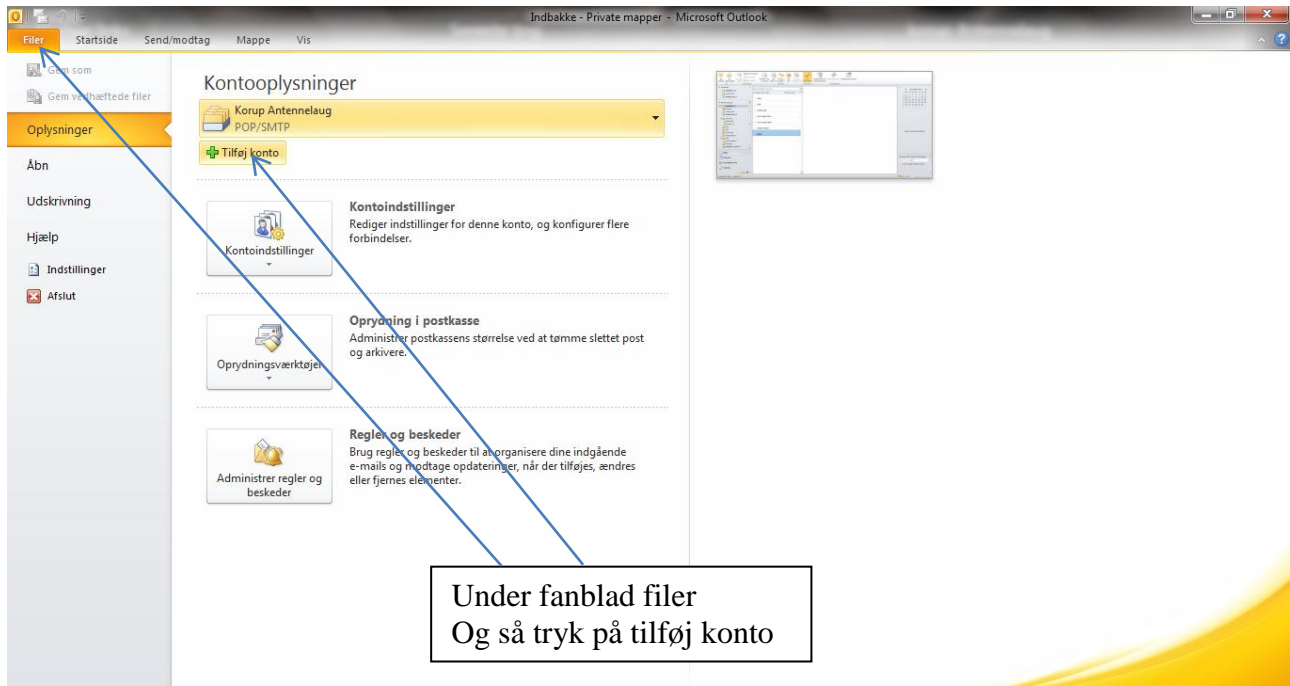 Indbakke - Private mapper - Microsoft Outlook
Filer Startside Send/modtag Mappe Vis
Gem som
Gem vedhæftede filer
Oplysninger
Åbn
Udskrivning
Hjælp
Indstillinger
Afslut
Kontooplysninger
Korup Antennelaug
POP/SMTP
Tilføj konto
Kontoindstillinger
Kontoindstillinger
Rediger indstillinger for denne konto, og konfigurer flere
forbindelser.
Oprydningsværktøjer
Oprydning i postkasse
Administrer postkassens størrelse ved at tømme slettet post
og arkivere.
Administrer regler og
beskeder
Regler og beskeder
Brug regler og beskeder til at organisere dine indgående
e-mails og modtage opdateringer, når der tilføjes, ændres
eller fjernes elementer.
Under fanblad filer
Og så tryk på tilføj konto